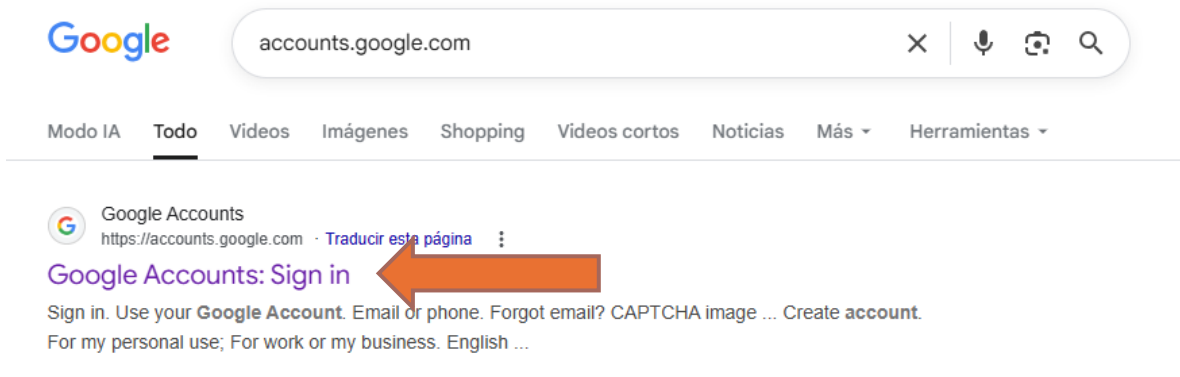 Google accounts.google.com
Modo IA Todo Videos Imágenes Shopping Videos cortos Noticias Más Herramientas
Google Accounts
https://accounts.google.com · Traducir esta página
Google Accounts: Sign in
Sign in. Use your Google Account. Email or phone. Forgot email? CAPTCHA image ... Create account.
For my personal use; For work or my business. English ...